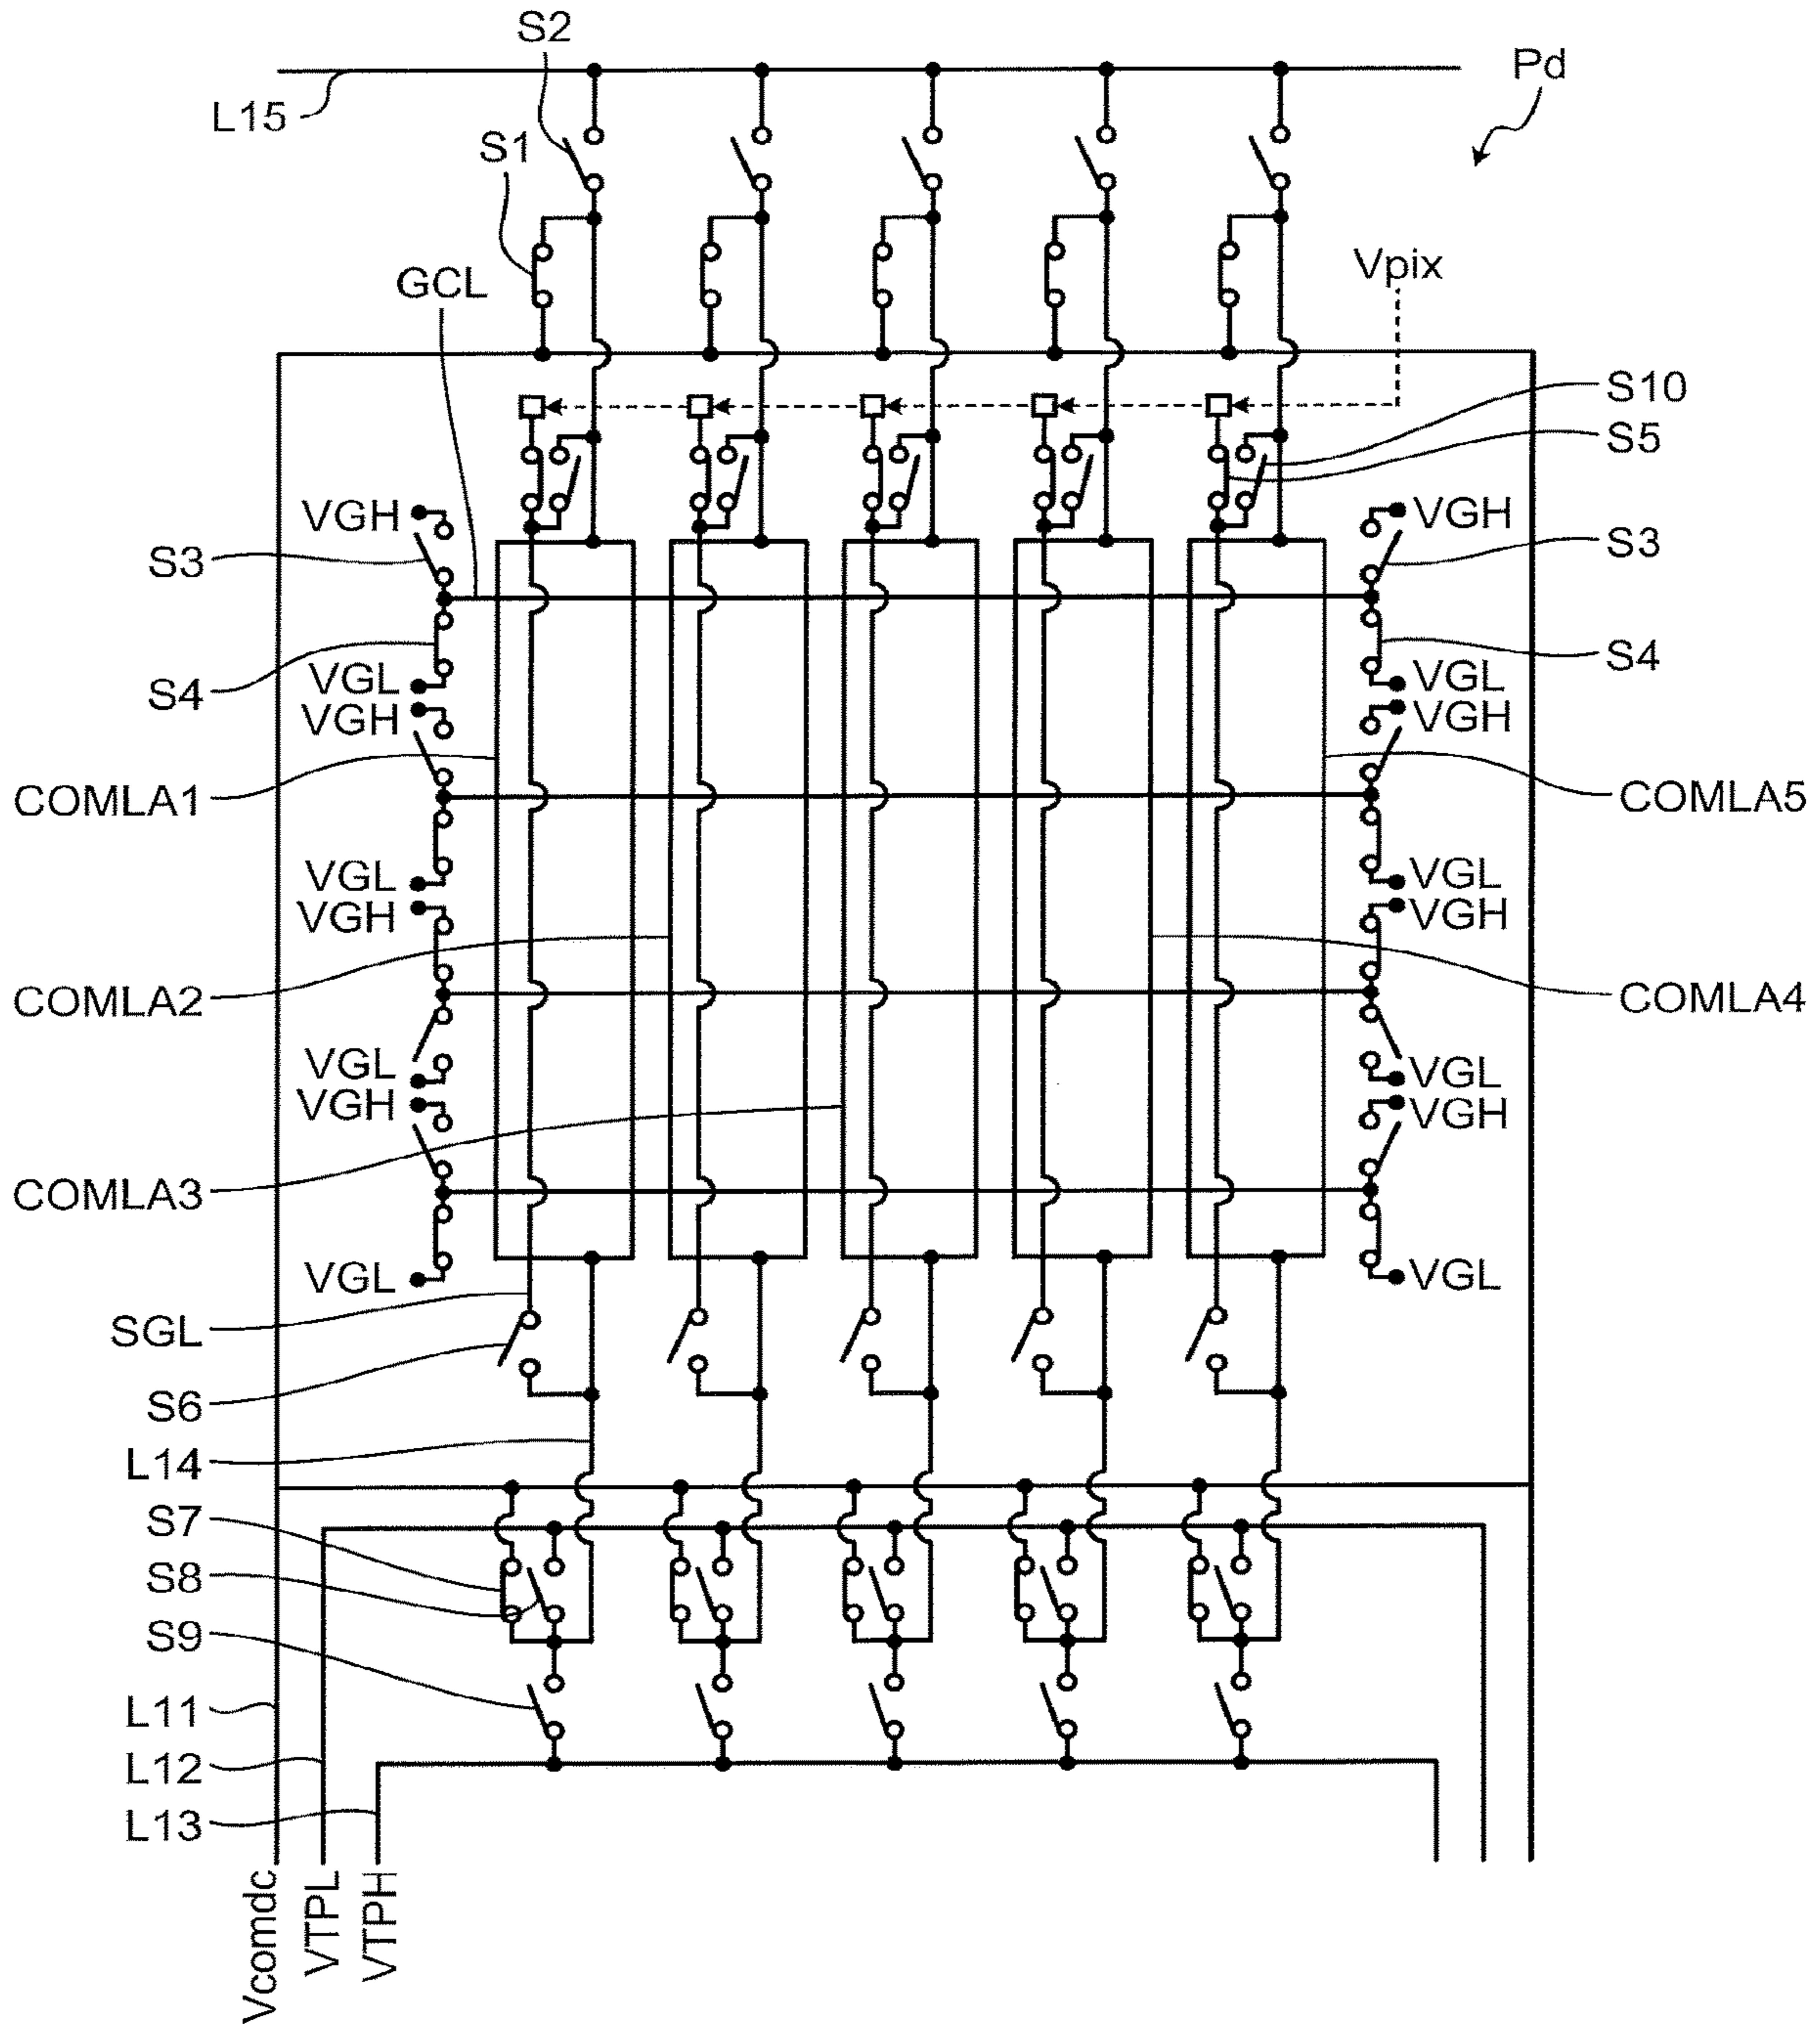 S2
Pd
L15
S1
Vpix
GCL
S10
S5
VGH
VGH
S3
S3
S4
S4
VGL
VGL
VGH
VGH
COMLA1
COMLA5
VGL
VGL
VGH
VGH
COMLA2
COMLA4
VGL
VGL
VGH
VGH
COMLA3
VGL
VGL
SGL
S6
L14
S7
S8
S9
L11
L12
L13
Vcomdc
VTPL
VTPH